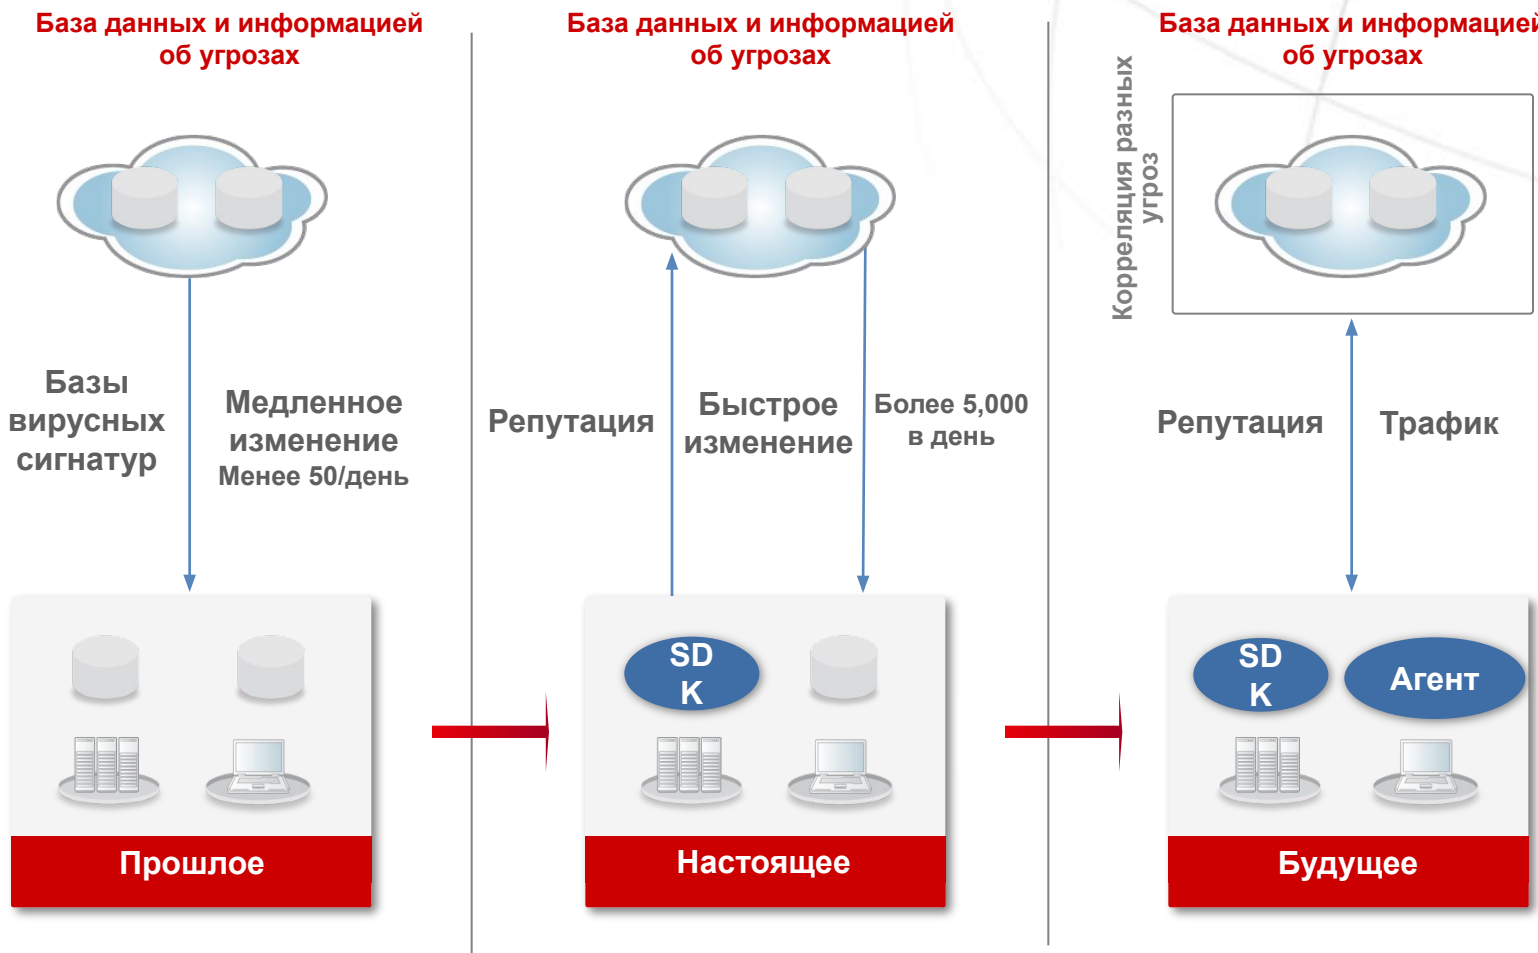 База данных и информацией
об угрозах
Базы
вирусных
сигнатур
Медленное
изменение
Менее 50/день
Прошлое
База данных и информацией
об угрозах
Репутация
Быстрое
изменение
Более 5,000
в день
SD
K
Настоящее
База данных и информацией
об угрозах
Корреляция разных
угроз
Репутация
Трафик
SD
K
Агент
Будущее